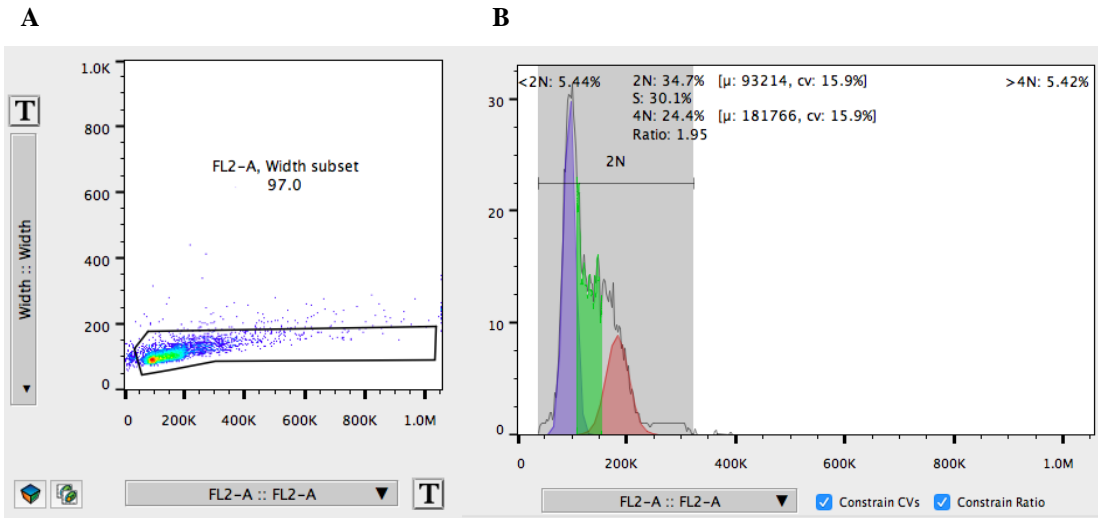 A
B
1.0K
800
600
400
200
0
T
Width :: Width
FL2-A, Width subset
97.0
0 200K 400K 600K 800K 1.0M
FL2-A :: FL2-A
T
<2N: 5.44%
2N: 34.7% [µ: 93214, cv: 15.9%]
S: 30.1%
4N: 24.4% [µ: 181766, cv: 15.9%]
Ratio: 1.95
>4N: 5.42%
2N
30
20
10
0
0 200K 400K 600K 800K 1.0M
FL2-A :: FL2-A
Constrain CVs
Constrain Ratio